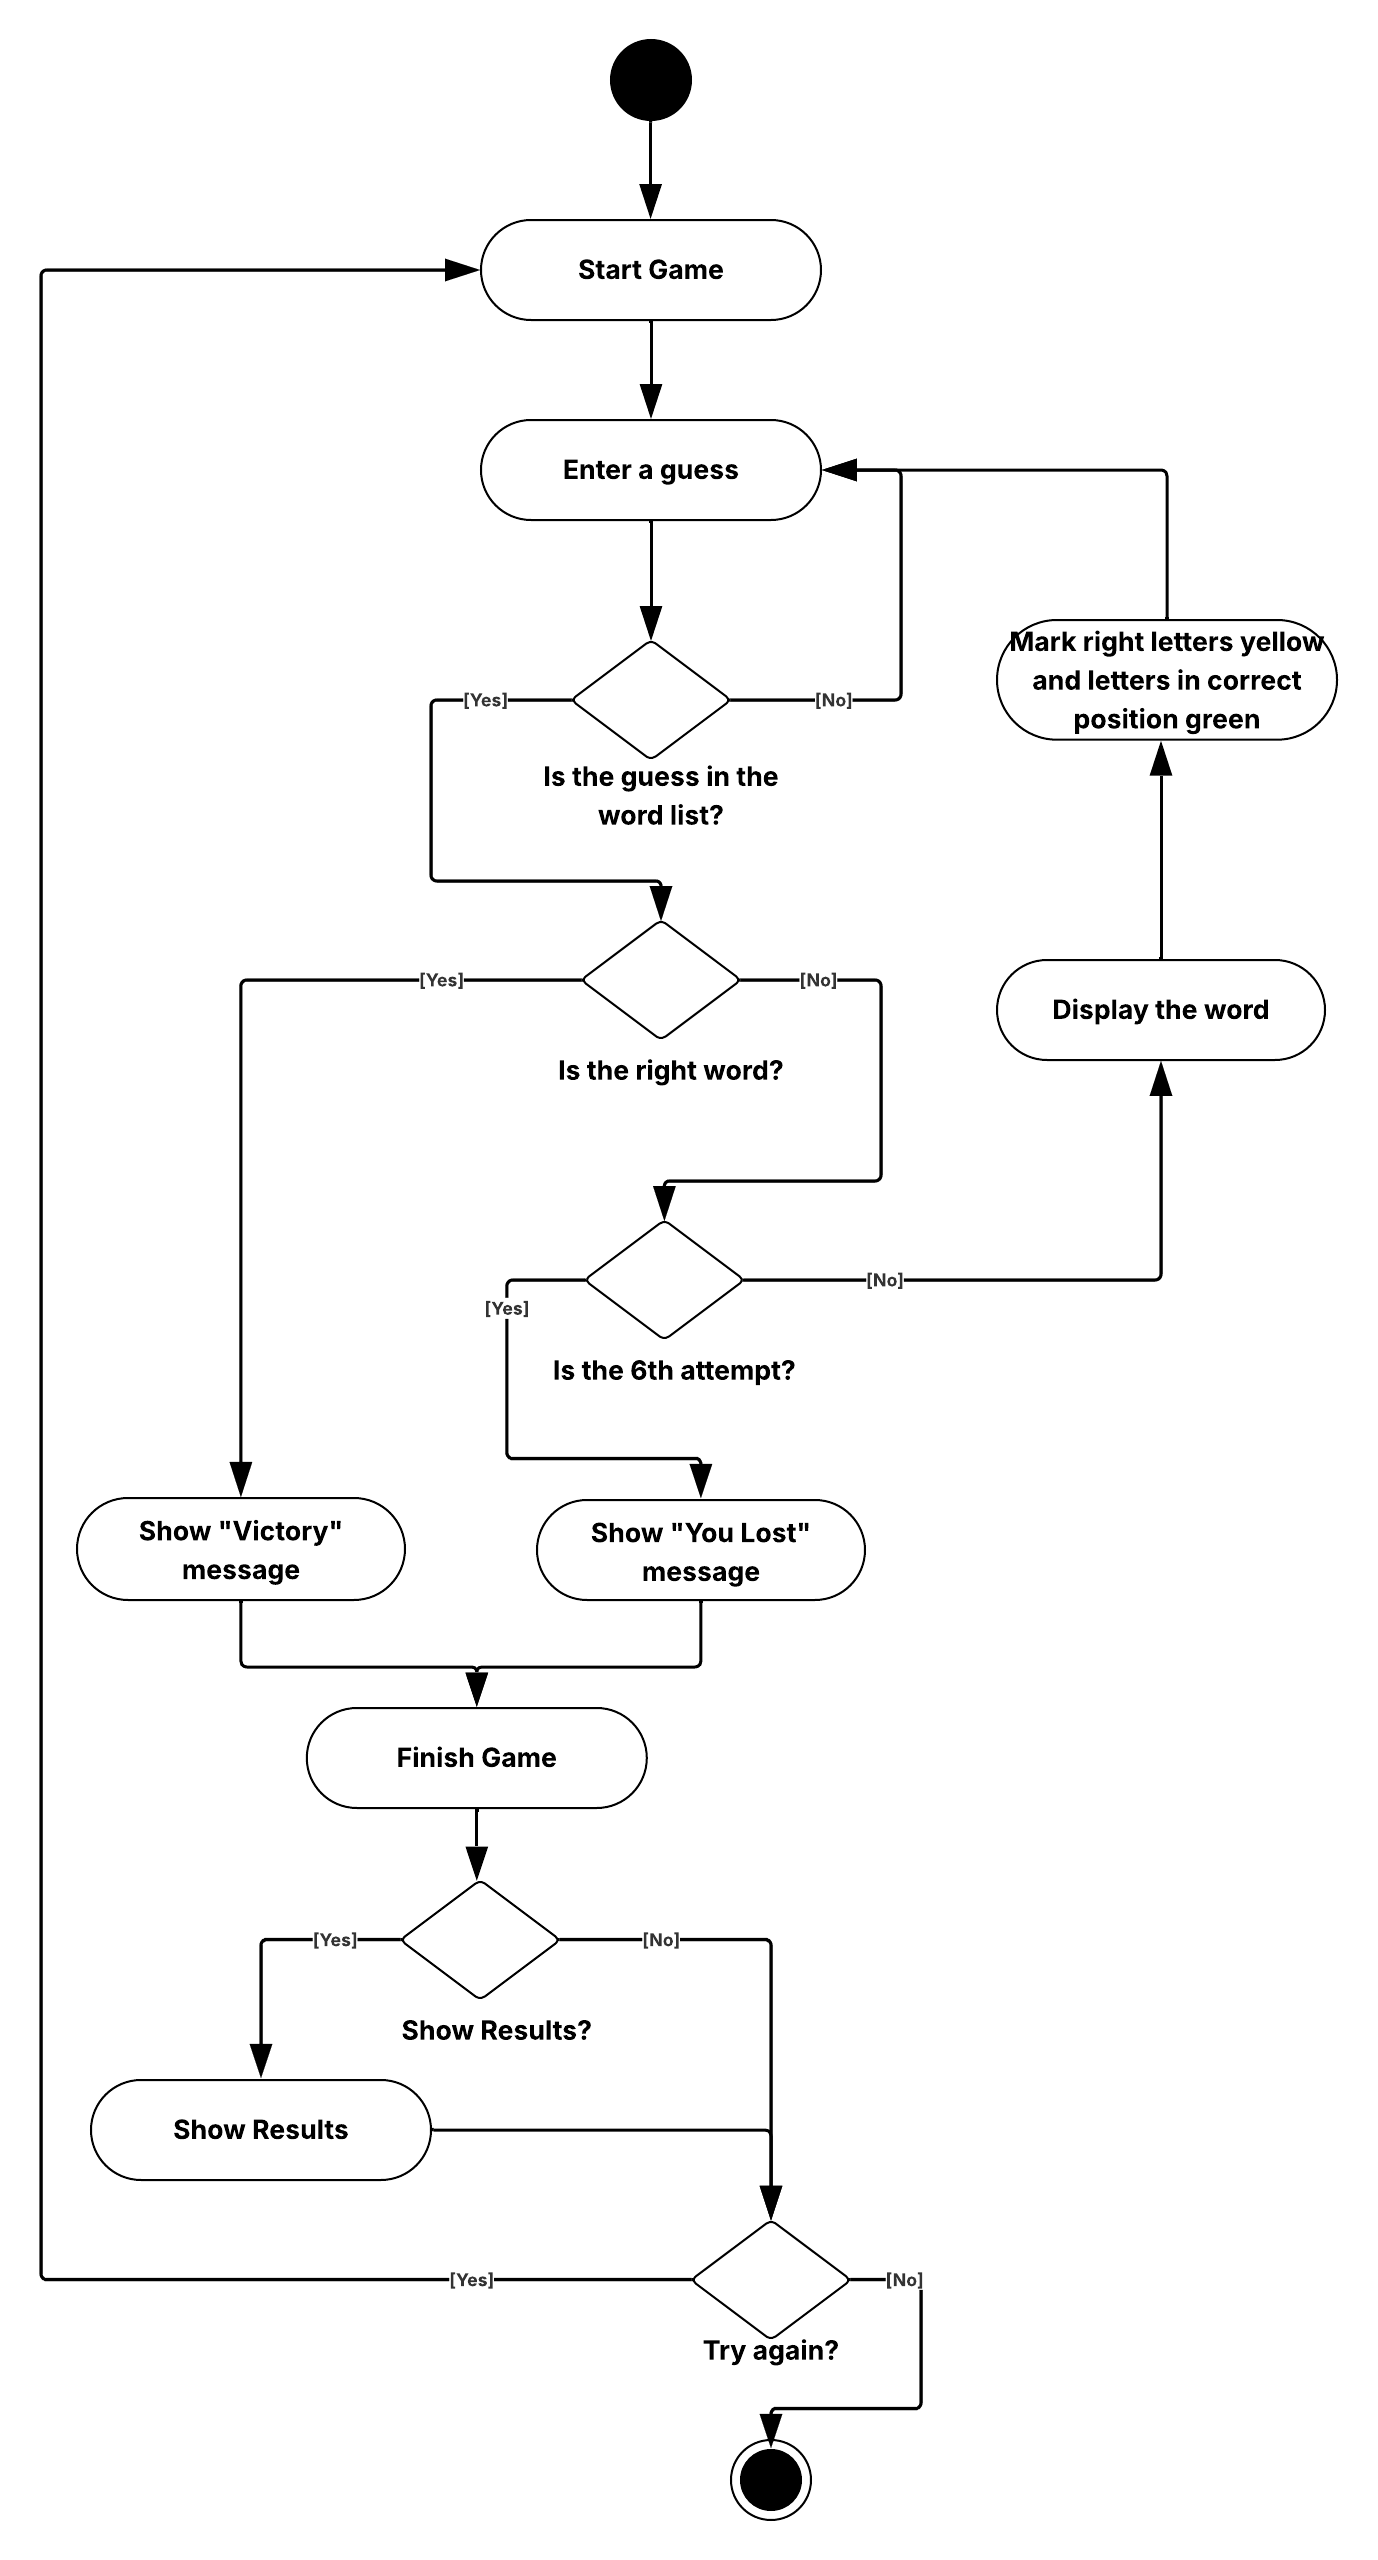 Start Game
Enter a guess
Mark right letters yellow
and letters in correct
position green
[Yes]
[No]
Is the guess in the
word list?
[Yes]
[No]
Display the word
Is the right word?
[Yes]
[No]
Is the 6th attempt?
Show "Victory"
message
Show "You Lost"
message
Finish Game
[Yes]
[No]
Show Results?
Show Results
[Yes]
[No]
Try again?